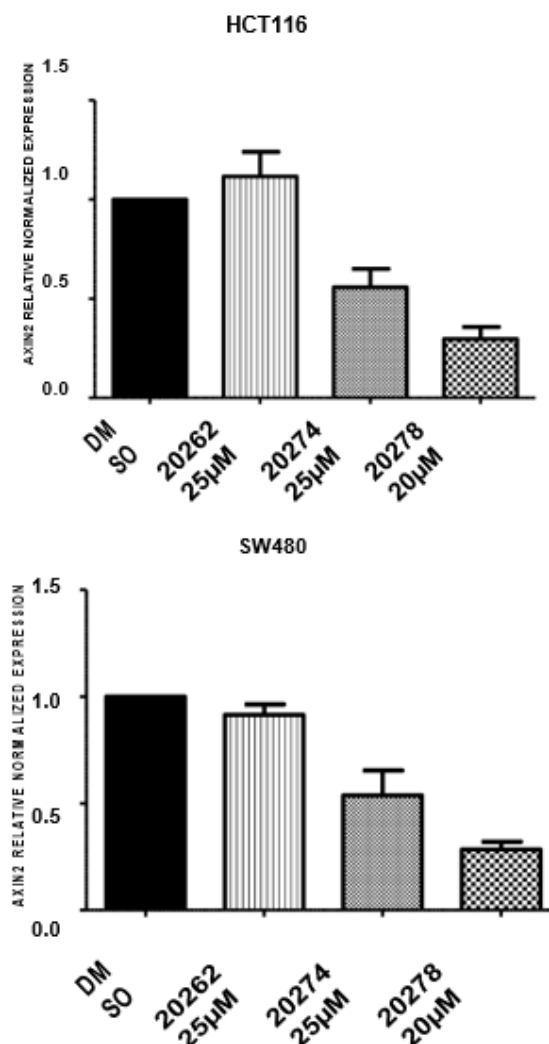 HCT116
AXIN2 RELATIVE NORMALIZED EXPRESSION
1.5
1.0
0.5
0.0
DM
SO
20262
25µM
20274
25µM
20278
20µM
SW480
AXIN2 RELATIVE NORMALIZED EXPRESSION
1.5
1.0
0.5
0.0
DM
SO
20262
25µM
20274
25µM
20278
20µM